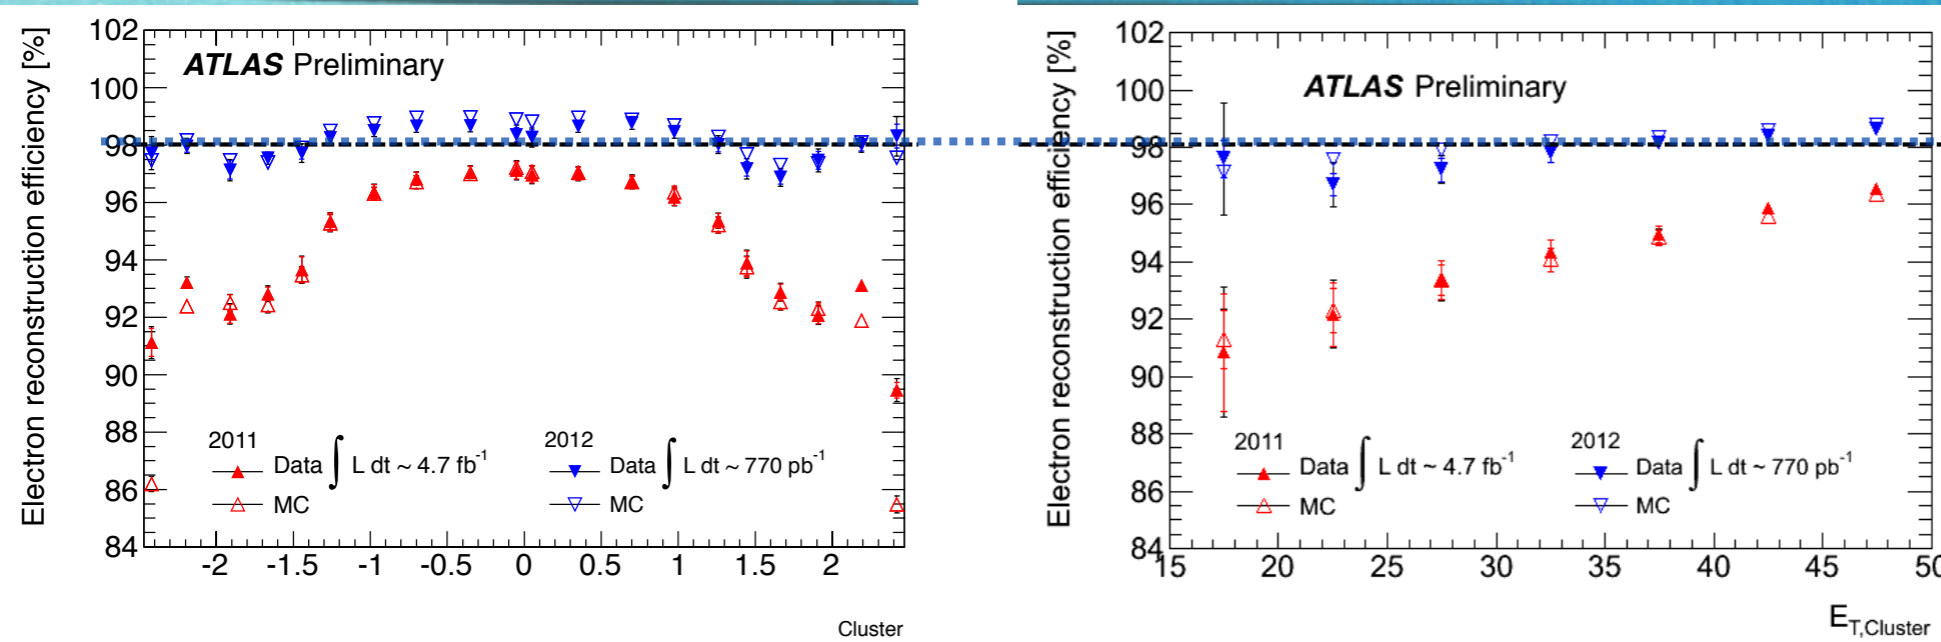 Electron reconstruction efficiency [%]
102
100
98
96
94
92
90
88
86
84
ATLAS Preliminary
2011
Data ∫ L dt ~ 4.7 fb⁻¹
MC
2012
Data ∫ L dt ~ 770 pb⁻¹
MC
-2 -1.5 -1 -0.5 0 0.5 1 1.5 2
Cluster
Electron reconstruction efficiency [%]
102
100
98
96
94
92
90
88
86
84
ATLAS Preliminary
2011
Data ∫ L dt ~ 4.7 fb⁻¹
MC
2012
Data ∫ L dt ~ 770 pb⁻¹
MC
15 20 25 30 35 40 45 50
E_T,Cluster